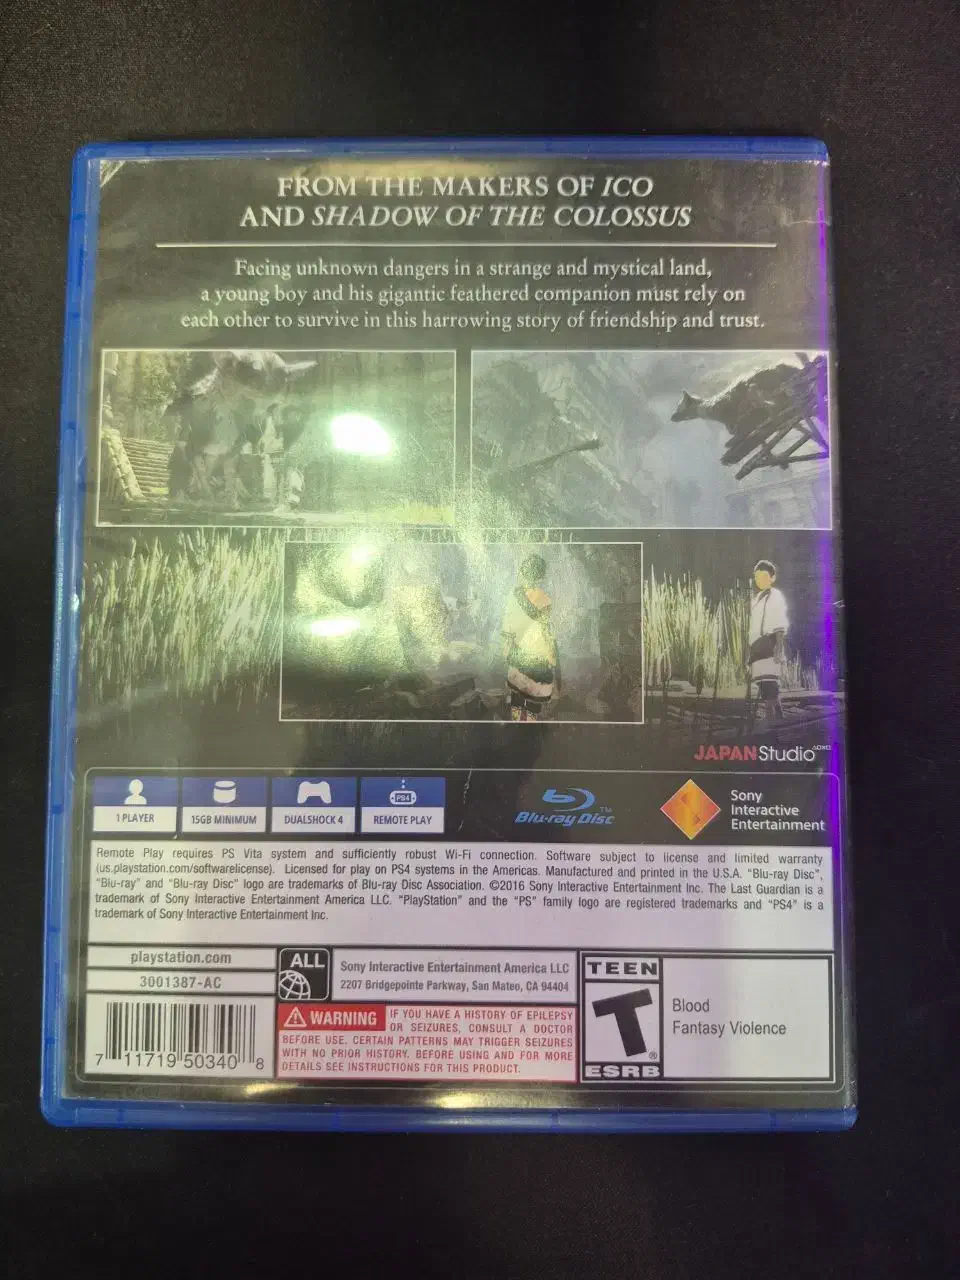 FROM THE MAKERS OF ICO
AND SHADOW OF THE COLOSSUS
Facing unknown dangers in a strange and mystical land,
a young boy and his gigantic feathered companion must rely on
each other to survive in this harrowing story of friendship and trust.
JAPANStudio
1 PLAYER
15GB MINIMUM
DUALSHOCK 4
PS4
REMOTE PLAY
Blu-ray Disc™
Sony
Interactive
Entertainment
Remote Play requires PS Vita system and sufficiently robust Wi-Fi connection. Software subject to license and limited warranty
(us.playstation.com/softwarelicense). Licensed for play on PS4 systems in the Americas. Manufactured and printed in the U.S.A. "Blu-ray Disc",
"Blu-ray" and "Blu-ray Disc" logo are trademarks of Blu-ray Disc Association. ©2016 Sony Interactive Entertainment Inc. The Last Guardian is a
trademark of Sony Interactive Entertainment America LLC. "PlayStation" and the "PS" family logo are registered trademarks and "PS4" is a
trademark of Sony Interactive Entertainment Inc.
playstation.com
3001387-AC
7 11719 50340 8
ALL
Sony Interactive Entertainment America LLC
2207 Bridgepointe Parkway, San Mateo, CA 94404
WARNING IF YOU HAVE A HISTORY OF EPILEPSY
OR SEIZURES, CONSULT A DOCTOR
BEFORE USE. CERTAIN PATTERNS MAY TRIGGER SEIZURES
WITH NO PRIOR HISTORY. BEFORE USING AND FOR MORE
DETAILS SEE INSTRUCTIONS FOR THIS PRODUCT.
TEEN
T
®
ESRB
Blood
Fantasy Violence